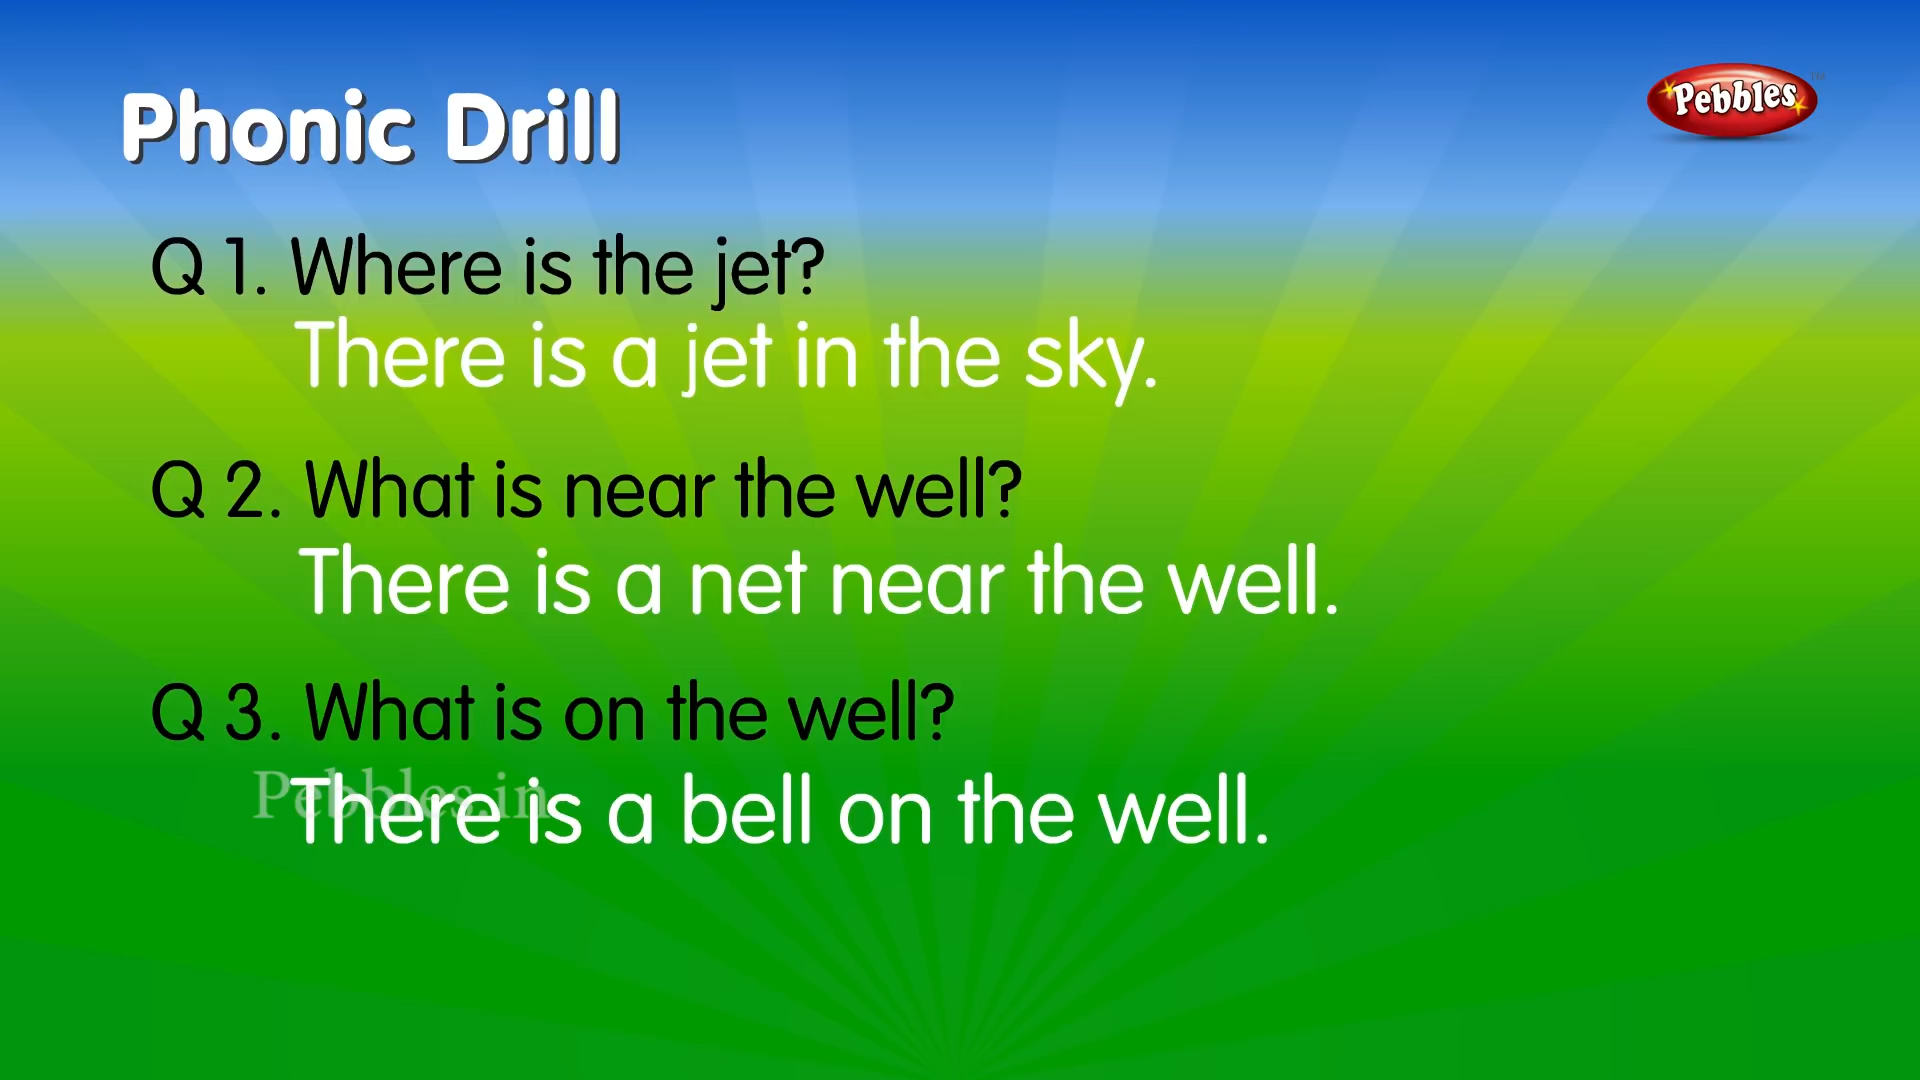 Phonic Drill
Pebbles™
Q 1. Where is the jet?
There is a jet in the sky.
Q 2. What is near the well?
There is a net near the well.
Q 3. What is on the well?
Pebbles.in
There is a bell on the well.